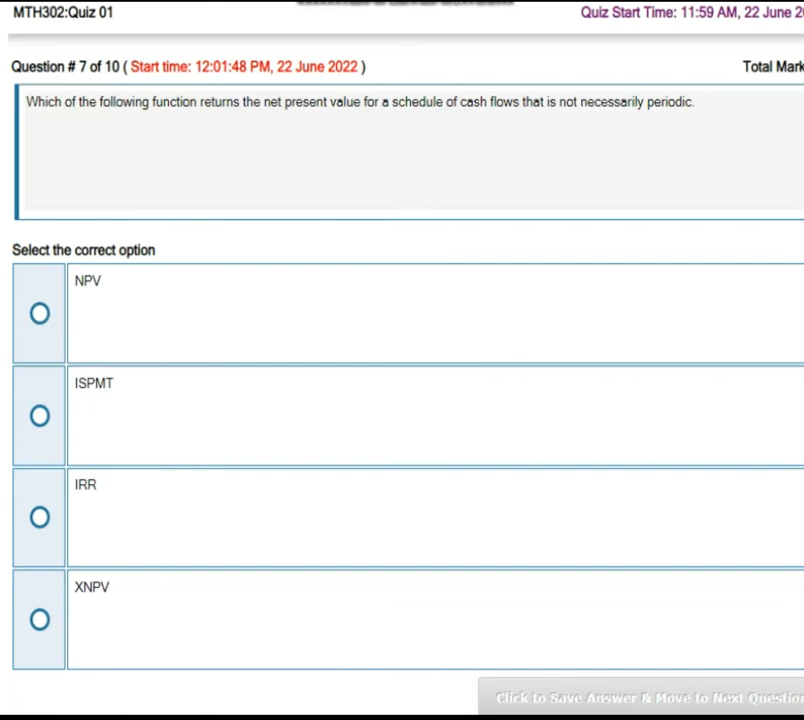 MTH302:Quiz 01
Quiz Start Time: 11:59 AM, 22 June 2
Question # 7 of 10 ( Start time: 12:01:48 PM, 22 June 2022 )
Total Mark
Which of the following function returns the net present value for a schedule of cash flows that is not necessarily periodic.
Select the correct option
NPV
ISPMT
IRR
XNPV
Click to Save Answer & Move to Next Question